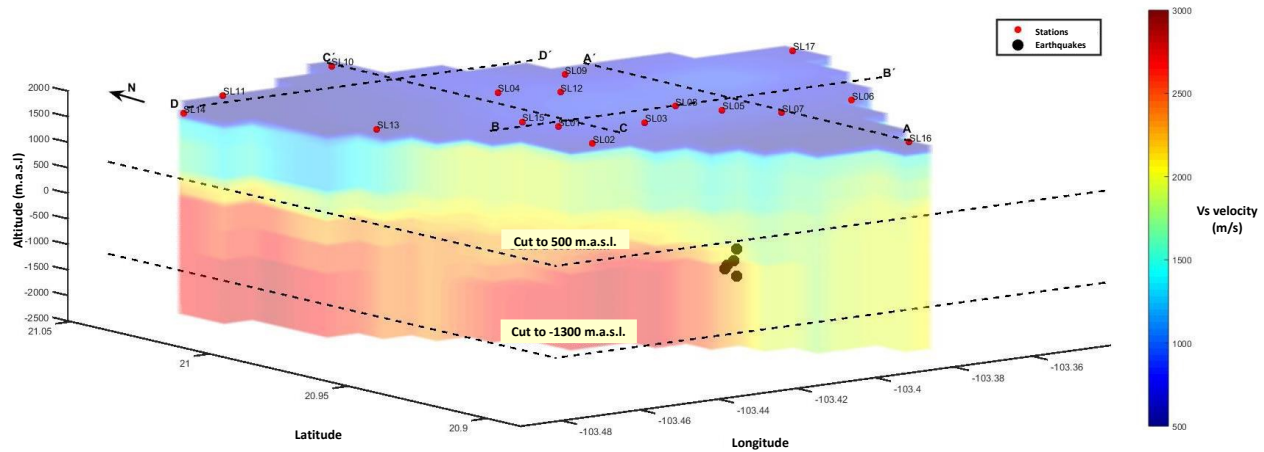 Stations
Earthquakes
SL17
C´
SL10
D´
A´
SL09
B´
N
SL11
SL04
SL12
SL06
D
SL14
SL08
SL05
SL07
SL13
SL15
B
SL01
C
SL03
A
SL16
SL02
Altitude (m.a.s.l)
2000
1500
1000
500
0
-500
-1000
-1500
-2000
-2500
Cut to 500 m.a.s.l.
Cut to -1300 m.a.s.l.
21.05
21
20.95
20.9
Latitude
-103.48
-103.46
-103.44
-103.42
-103.4
-103.38
-103.36
Longitude
3000
2500
2000
1500
1000
500
Vs velocity
(m/s)